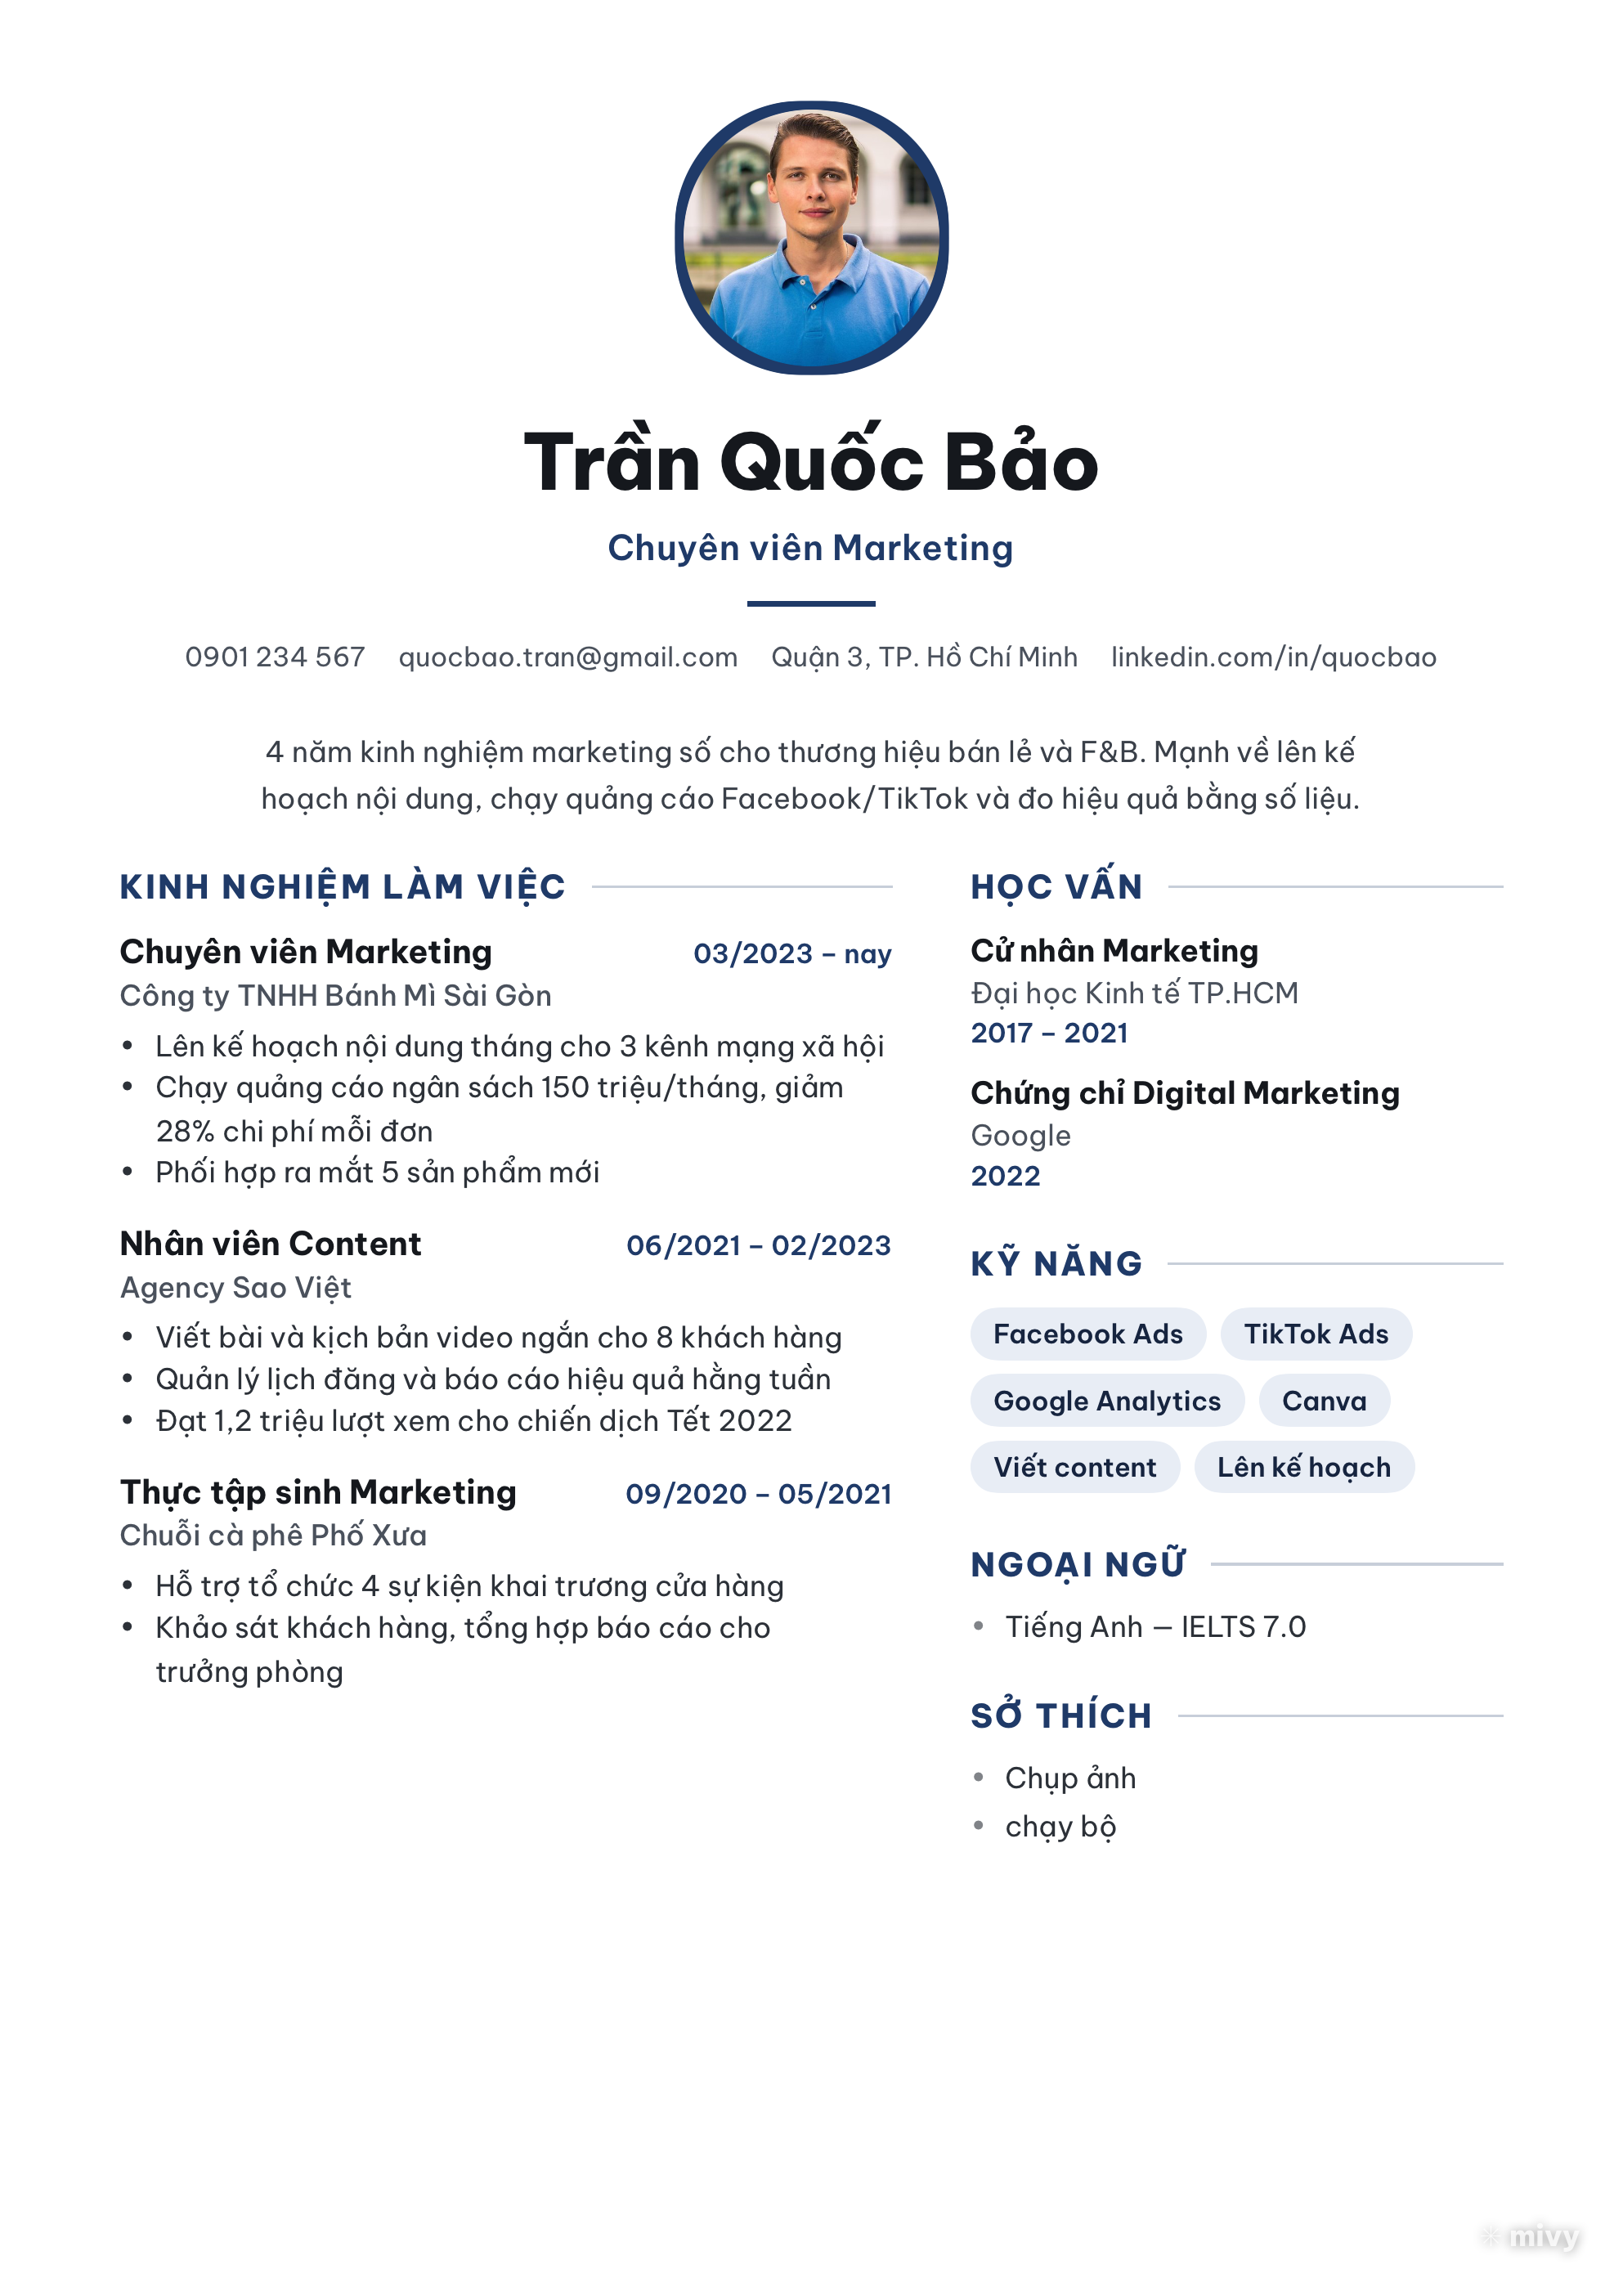 Trần Quốc Bảo
Chuyên viên Marketing
0901 234 567 quocbao.tran@gmail.com Quận 3, TP. Hồ Chí Minh linkedin.com/in/quocbao
4 năm kinh nghiệm marketing số cho thương hiệu bán lẻ và F&B. Mạnh về lên kế
hoạch nội dung, chạy quảng cáo Facebook/TikTok và đo hiệu quả bằng số liệu.
KINH NGHIỆM LÀM VIỆC
Chuyên viên Marketing 03/2023 – nay
Công ty TNHH Bánh Mì Sài Gòn
• Lên kế hoạch nội dung tháng cho 3 kênh mạng xã hội
• Chạy quảng cáo ngân sách 150 triệu/tháng, giảm
28% chi phí mỗi đơn
• Phối hợp ra mắt 5 sản phẩm mới
Nhân viên Content 06/2021 – 02/2023
Agency Sao Việt
• Viết bài và kịch bản video ngắn cho 8 khách hàng
• Quản lý lịch đăng và báo cáo hiệu quả hằng tuần
• Đạt 1,2 triệu lượt xem cho chiến dịch Tết 2022
Thực tập sinh Marketing 09/2020 – 05/2021
Chuỗi cà phê Phố Xưa
• Hỗ trợ tổ chức 4 sự kiện khai trương cửa hàng
• Khảo sát khách hàng, tổng hợp báo cáo cho
trưởng phòng
HỌC VẤN
Cử nhân Marketing
Đại học Kinh tế TP.HCM
2017 – 2021
Chứng chỉ Digital Marketing
Google
2022
KỸ NĂNG
Facebook Ads TikTok Ads
Google Analytics Canva
Viết content Lên kế hoạch
NGOẠI NGỮ
• Tiếng Anh — IELTS 7.0
SỞ THÍCH
• Chụp ảnh
• chạy bộ
mivy